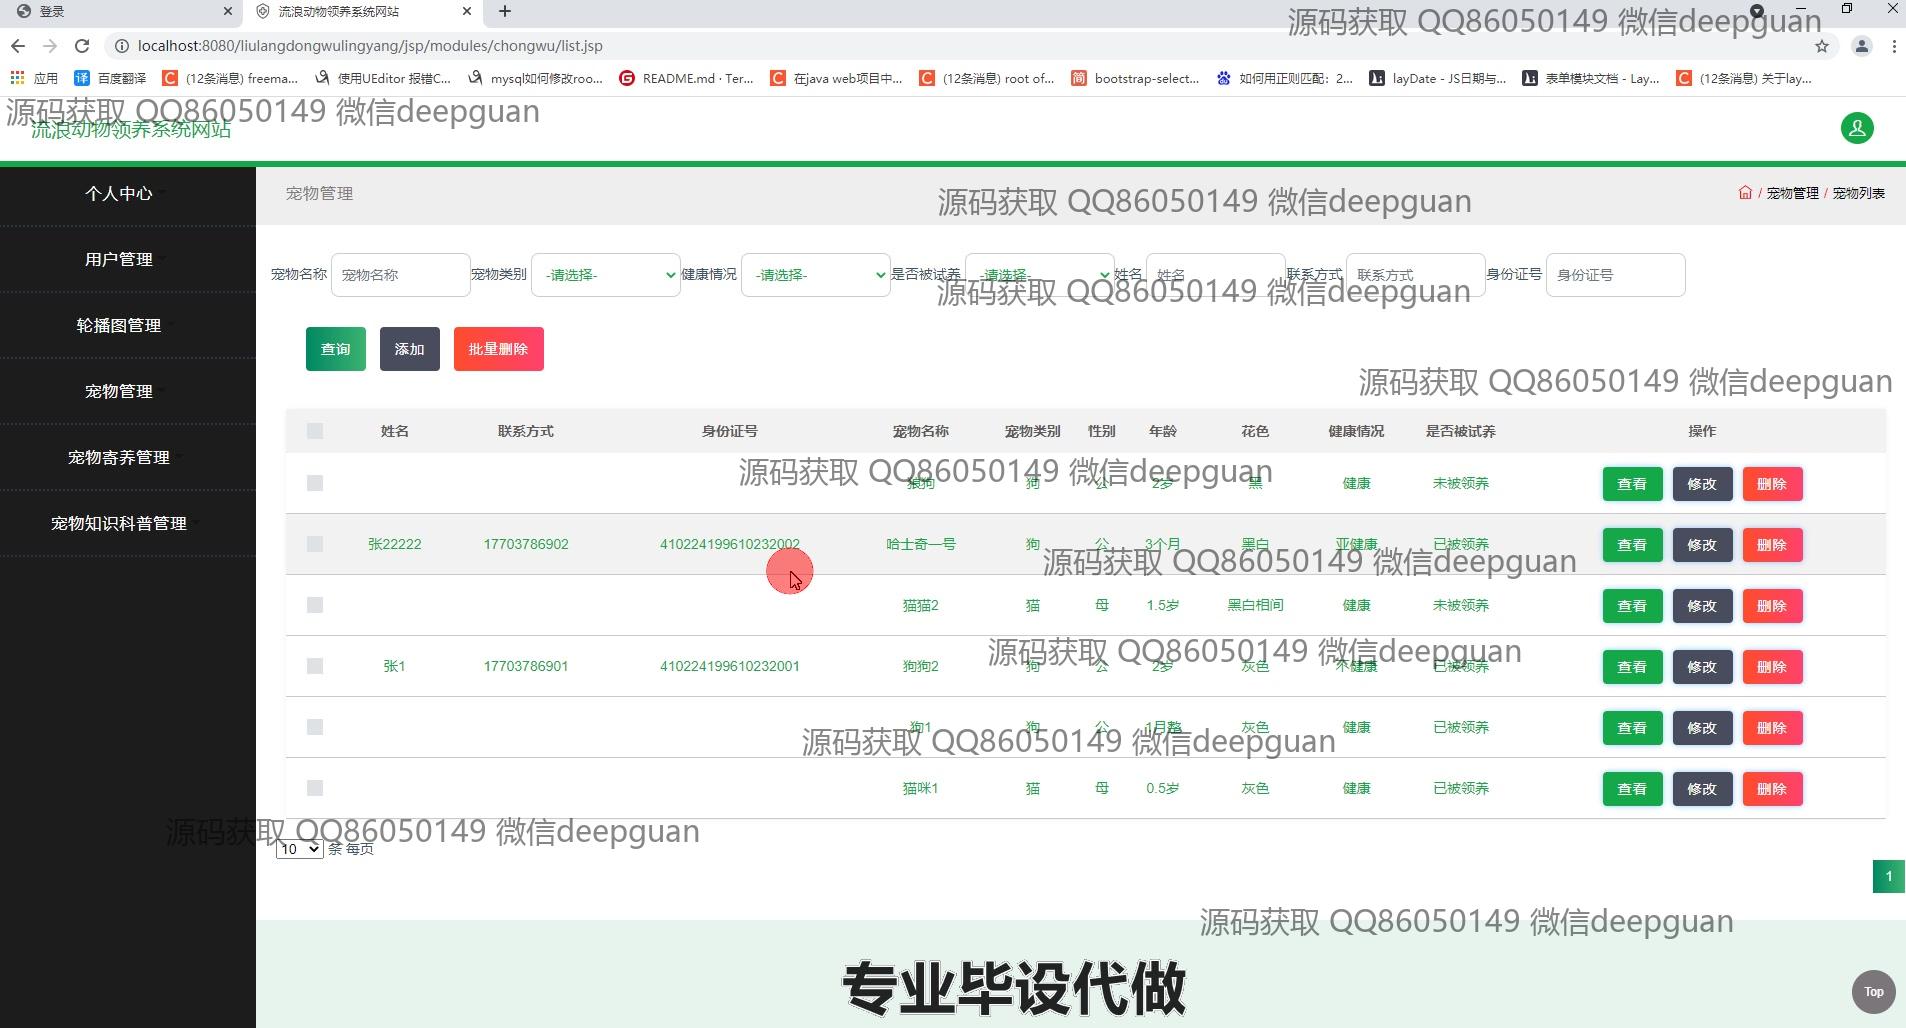 登录
流浪动物领养系统网站
源码获取 QQ86050149 微信deepguan
localhost:8080/liulangdongwulingyang/jsp/modules/chongwu/list.jsp
应用 百度翻译 (12条消息) freema... 使用UEditor 报错C... mysql如何修改roo... README.md · Ter... 在java web项目中... (12条消息) root of... bootstrap-select... 如何用正则匹配：2... layDate - JS日期与... 表单模块文档 - Lay... (12条消息) 关于lay...
源码获取 QQ86050149 微信deepguan
流浪动物领养系统网站
个人中心
用户管理
轮播图管理
宠物管理
宠物寄养管理
宠物知识科普管理
宠物管理
源码获取 QQ86050149 微信deepguan
/ 宠物管理 / 宠物列表
宠物名称 宠物名称 宠物类别 -请选择- 健康情况 -请选择- 是否被试养 -请选择- 姓名 姓名 联系方式 联系方式 身份证号 身份证号
源码获取 QQ86050149 微信deepguan
查询 添加 批量删除
源码获取 QQ86050149 微信deepguan
姓名 联系方式 身份证号 宠物名称 宠物类别 性别 年龄 花色 健康情况 是否被试养 操作
源码获取 QQ86050149 微信deepguan
狼狗 狗 公 2岁 黑 健康 未被领养 查看 修改 删除
张22222 17703786902 410224199610232002 哈士奇一号 狗 公 3个月 黑白 亚健康 已被领养 查看 修改 删除
源码获取 QQ86050149 微信deepguan
猫猫2 猫 母 1.5岁 黑白相间 健康 未被领养 查看 修改 删除
源码获取 QQ86050149 微信deepguan
张1 17703786901 410224199610232001 狗狗2 狗 公 2岁 灰色 不健康 已被领养 查看 修改 删除
狗1 狗 公 1月整 灰色 健康 已被领养 查看 修改 删除
源码获取 QQ86050149 微信deepguan
猫咪1 猫 母 0.5岁 灰色 健康 已被领养 查看 修改 删除
源码获取 QQ86050149 微信deepguan
10 条 每页
1
源码获取 QQ86050149 微信deepguan
专业毕设代做
Top